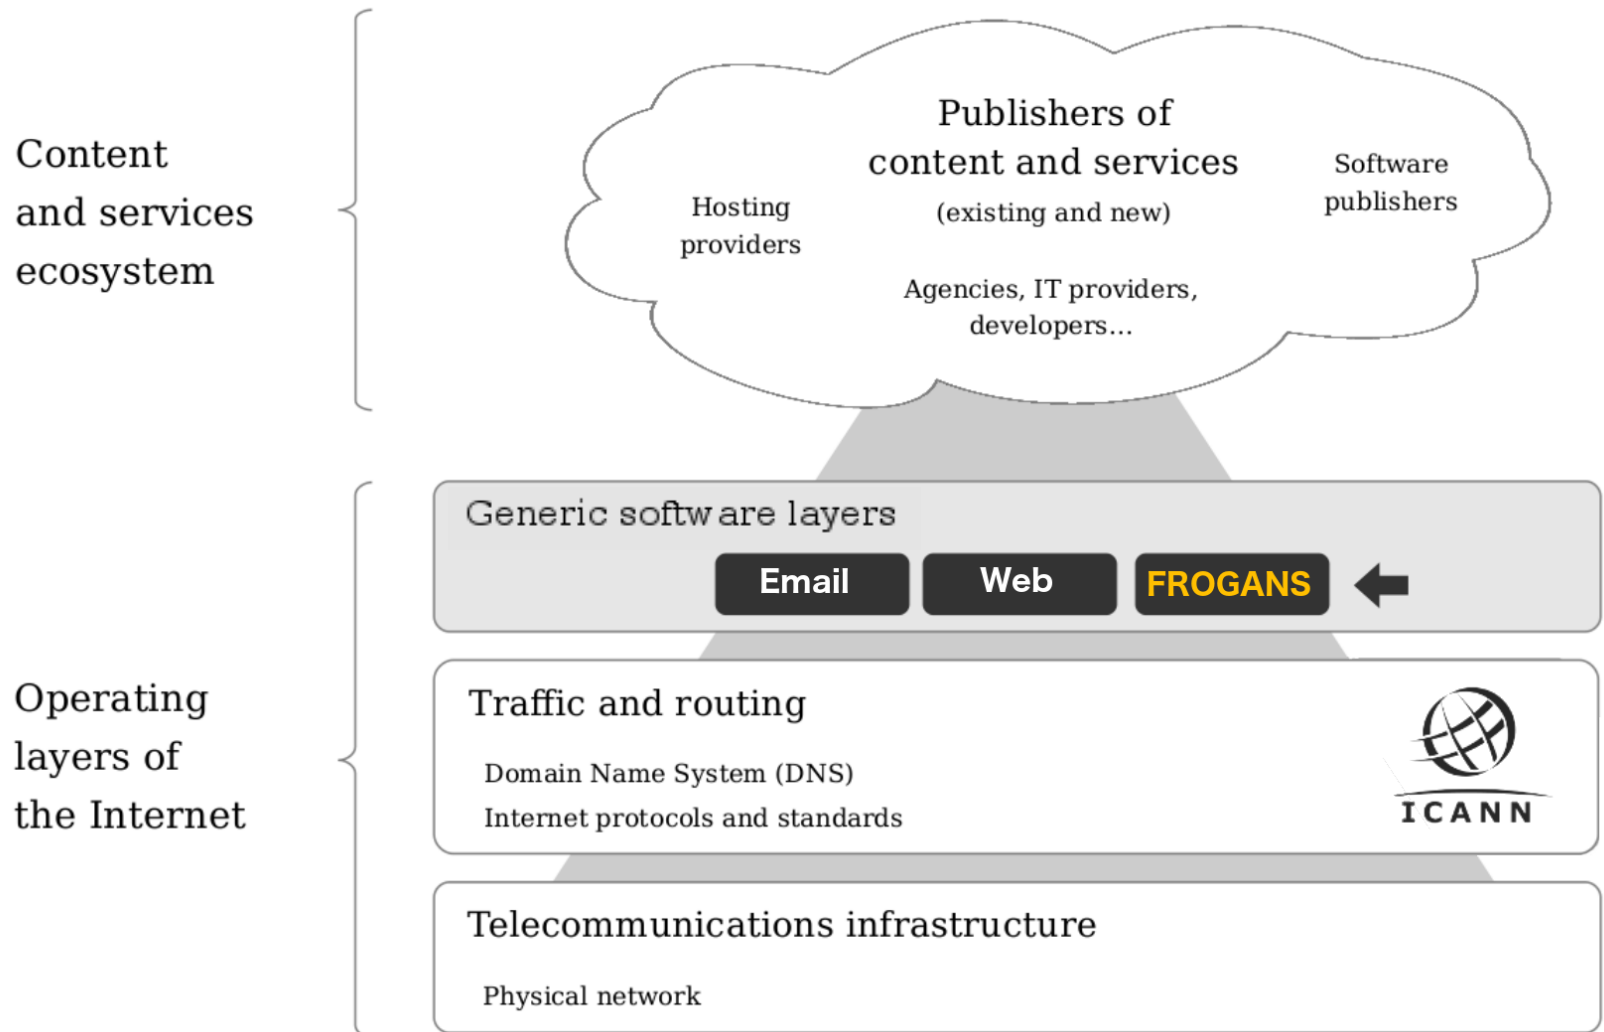 Content
and services
ecosystem
Publishers of
content and services
(existing and new)
Hosting
providers
Software
publishers
Agencies, IT providers,
developers...
Operating
layers of
the Internet
Generic software layers
Email
Web
FROGANS
Traffic and routing
Domain Name System (DNS)
Internet protocols and standards
ICANN
Telecommunications infrastructure
Physical network